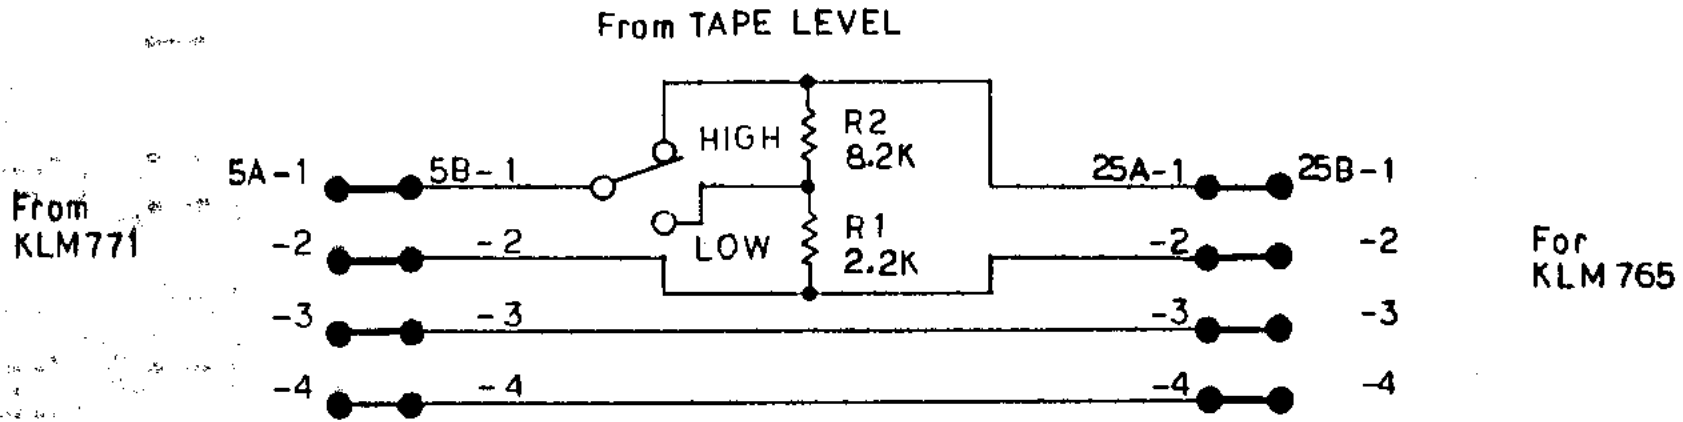 From TAPE LEVEL
HIGH
R2
8.2K
5A-1 5B-1 25A-1 25B-1
From
KLM771
LOW
R1
2.2K
-2 -2 -2 -2
For
KLM765
-3 -3 -3 -3
-4 -4 -4 -4